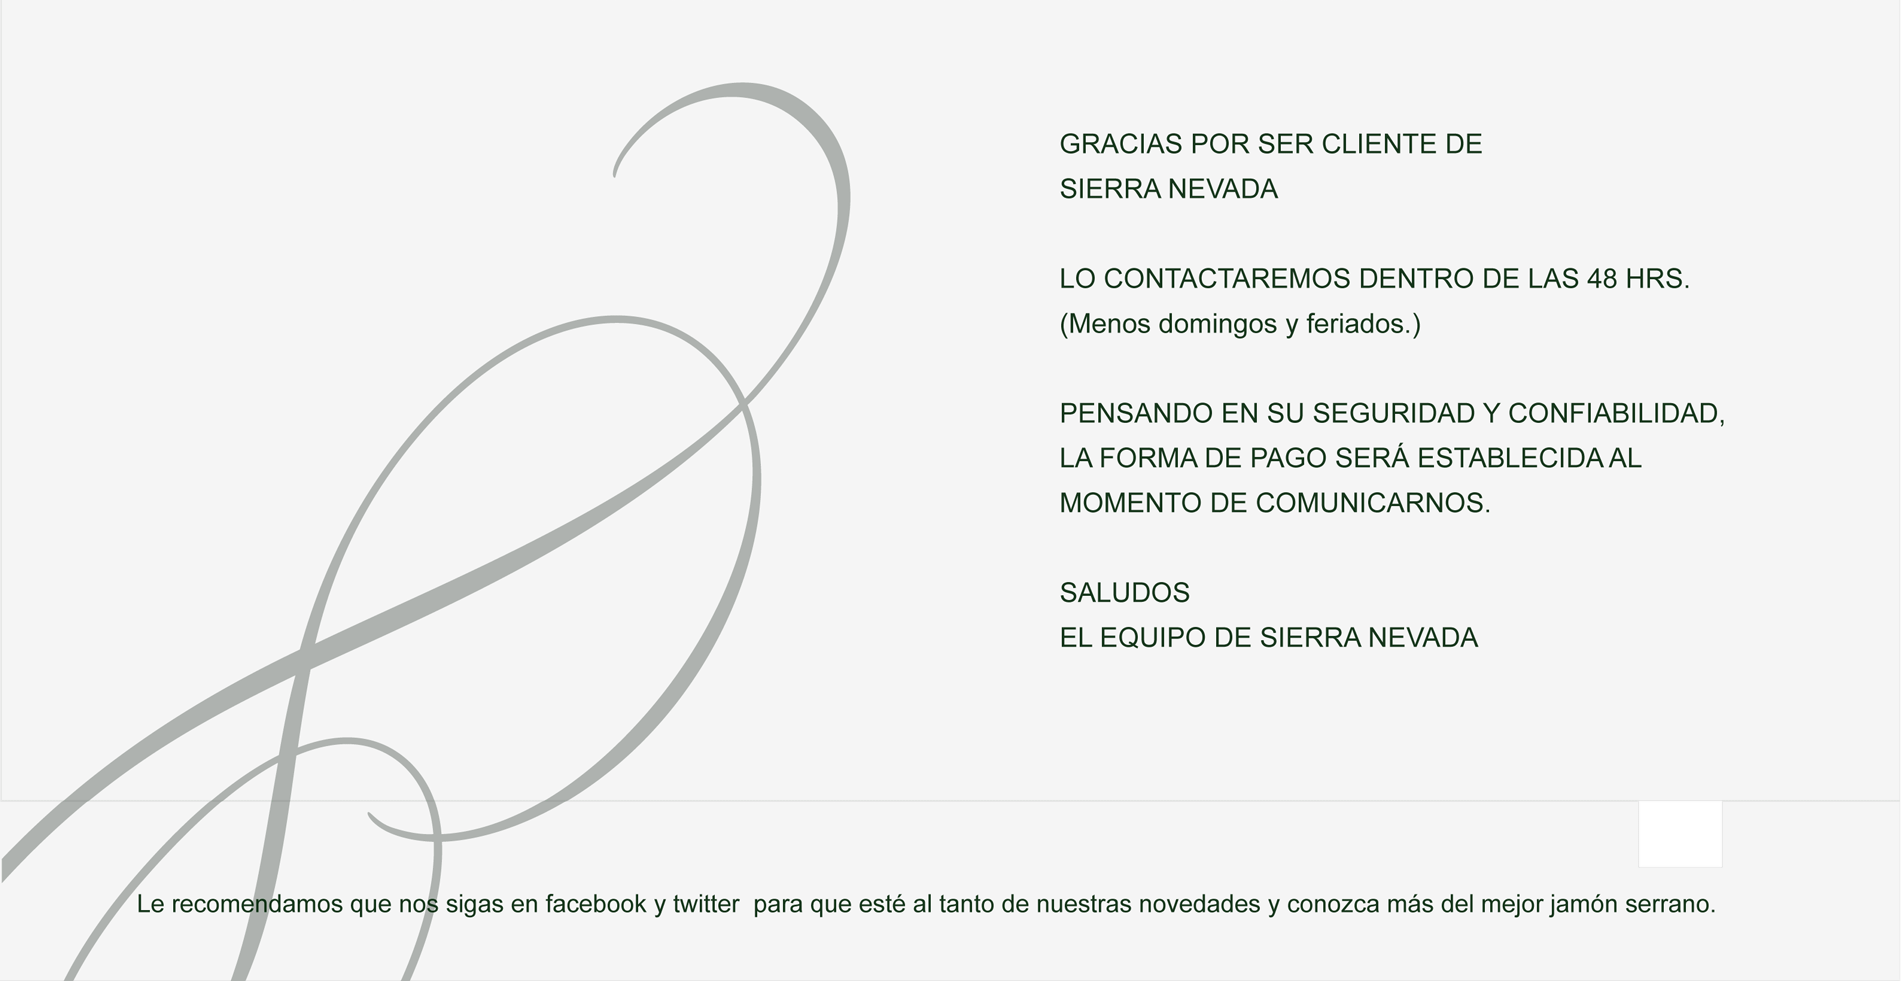 GRACIAS POR SER CLIENTE DE
SIERRA NEVADA
LO CONTACTAREMOS DENTRO DE LAS 48 HRS.
(Menos domingos y feriados.)
PENSANDO EN SU SEGURIDAD Y CONFIABILIDAD,
LA FORMA DE PAGO SERÁ ESTABLECIDA AL
MOMENTO DE COMUNICARNOS.
SALUDOS
EL EQUIPO DE SIERRA NEVADA
Le recomendamos que nos sigas en facebook y twitter  para que esté al tanto de nuestras novedades y conozca más del mejor jamón serrano.